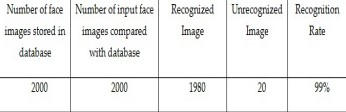 Number of face
images stored in
database
Number of input face
images compared
with database
Recognized
Image
Unrecognized
Image
Recognition
Rate
2000
2000
1980
20
99%